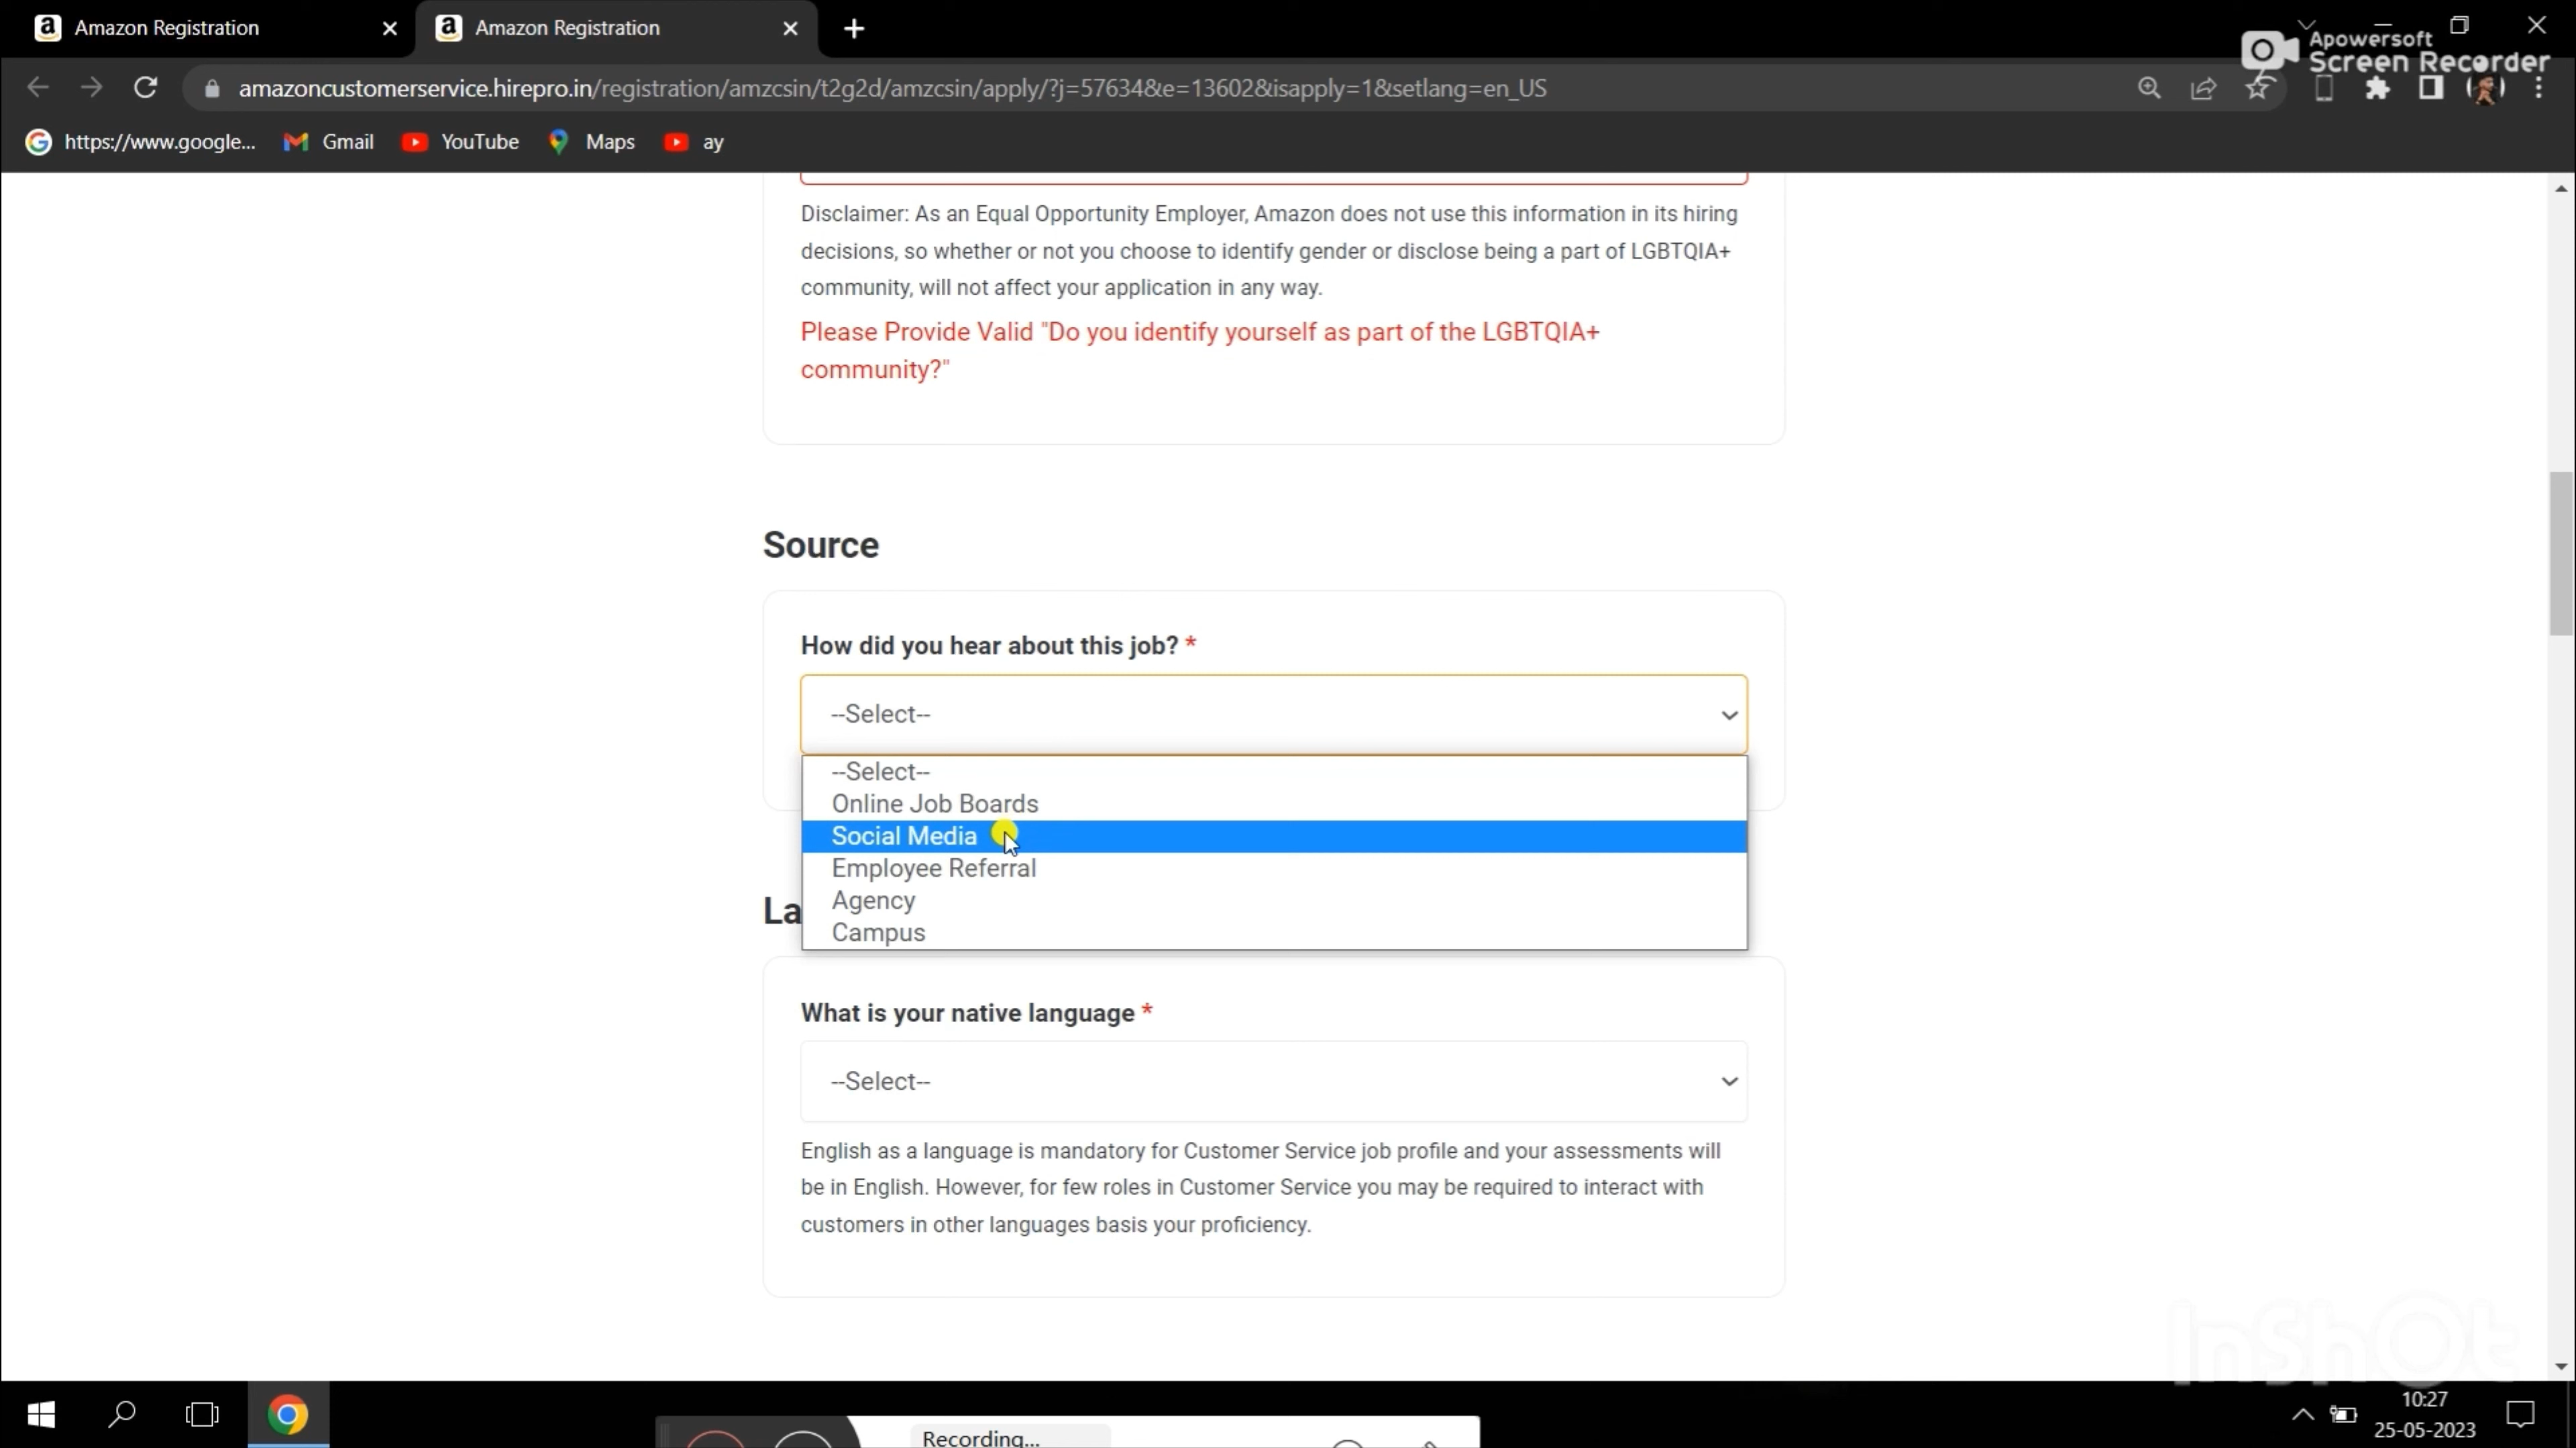 Amazon Registration
Amazon Registration
Apowersoft
Screen Recorder
amazoncustomerservice.hirepro.in/registration/amzcsin/t2g2d/amzcsin/apply/?j=57634&e=13602&isapply=1&setlang=en_US
https://www.google...
Gmail
YouTube
Maps
ay
Disclaimer: As an Equal Opportunity Employer, Amazon does not use this information in its hiring
decisions, so whether or not you choose to identify gender or disclose being a part of LGBTQIA+
community, will not affect your application in any way.
Please Provide Valid "Do you identify yourself as part of the LGBTQIA+
community?"
Source
How did you hear about this job? *
--Select--
--Select--
Online Job Boards
Social Media
Employee Referral
Agency
Campus
La
What is your native language *
--Select--
English as a language is mandatory for Customer Service job profile and your assessments will
be in English. However, for few roles in Customer Service you may be required to interact with
customers in other languages basis your proficiency.
InShOt
Recording...
10:27
25-05-2023